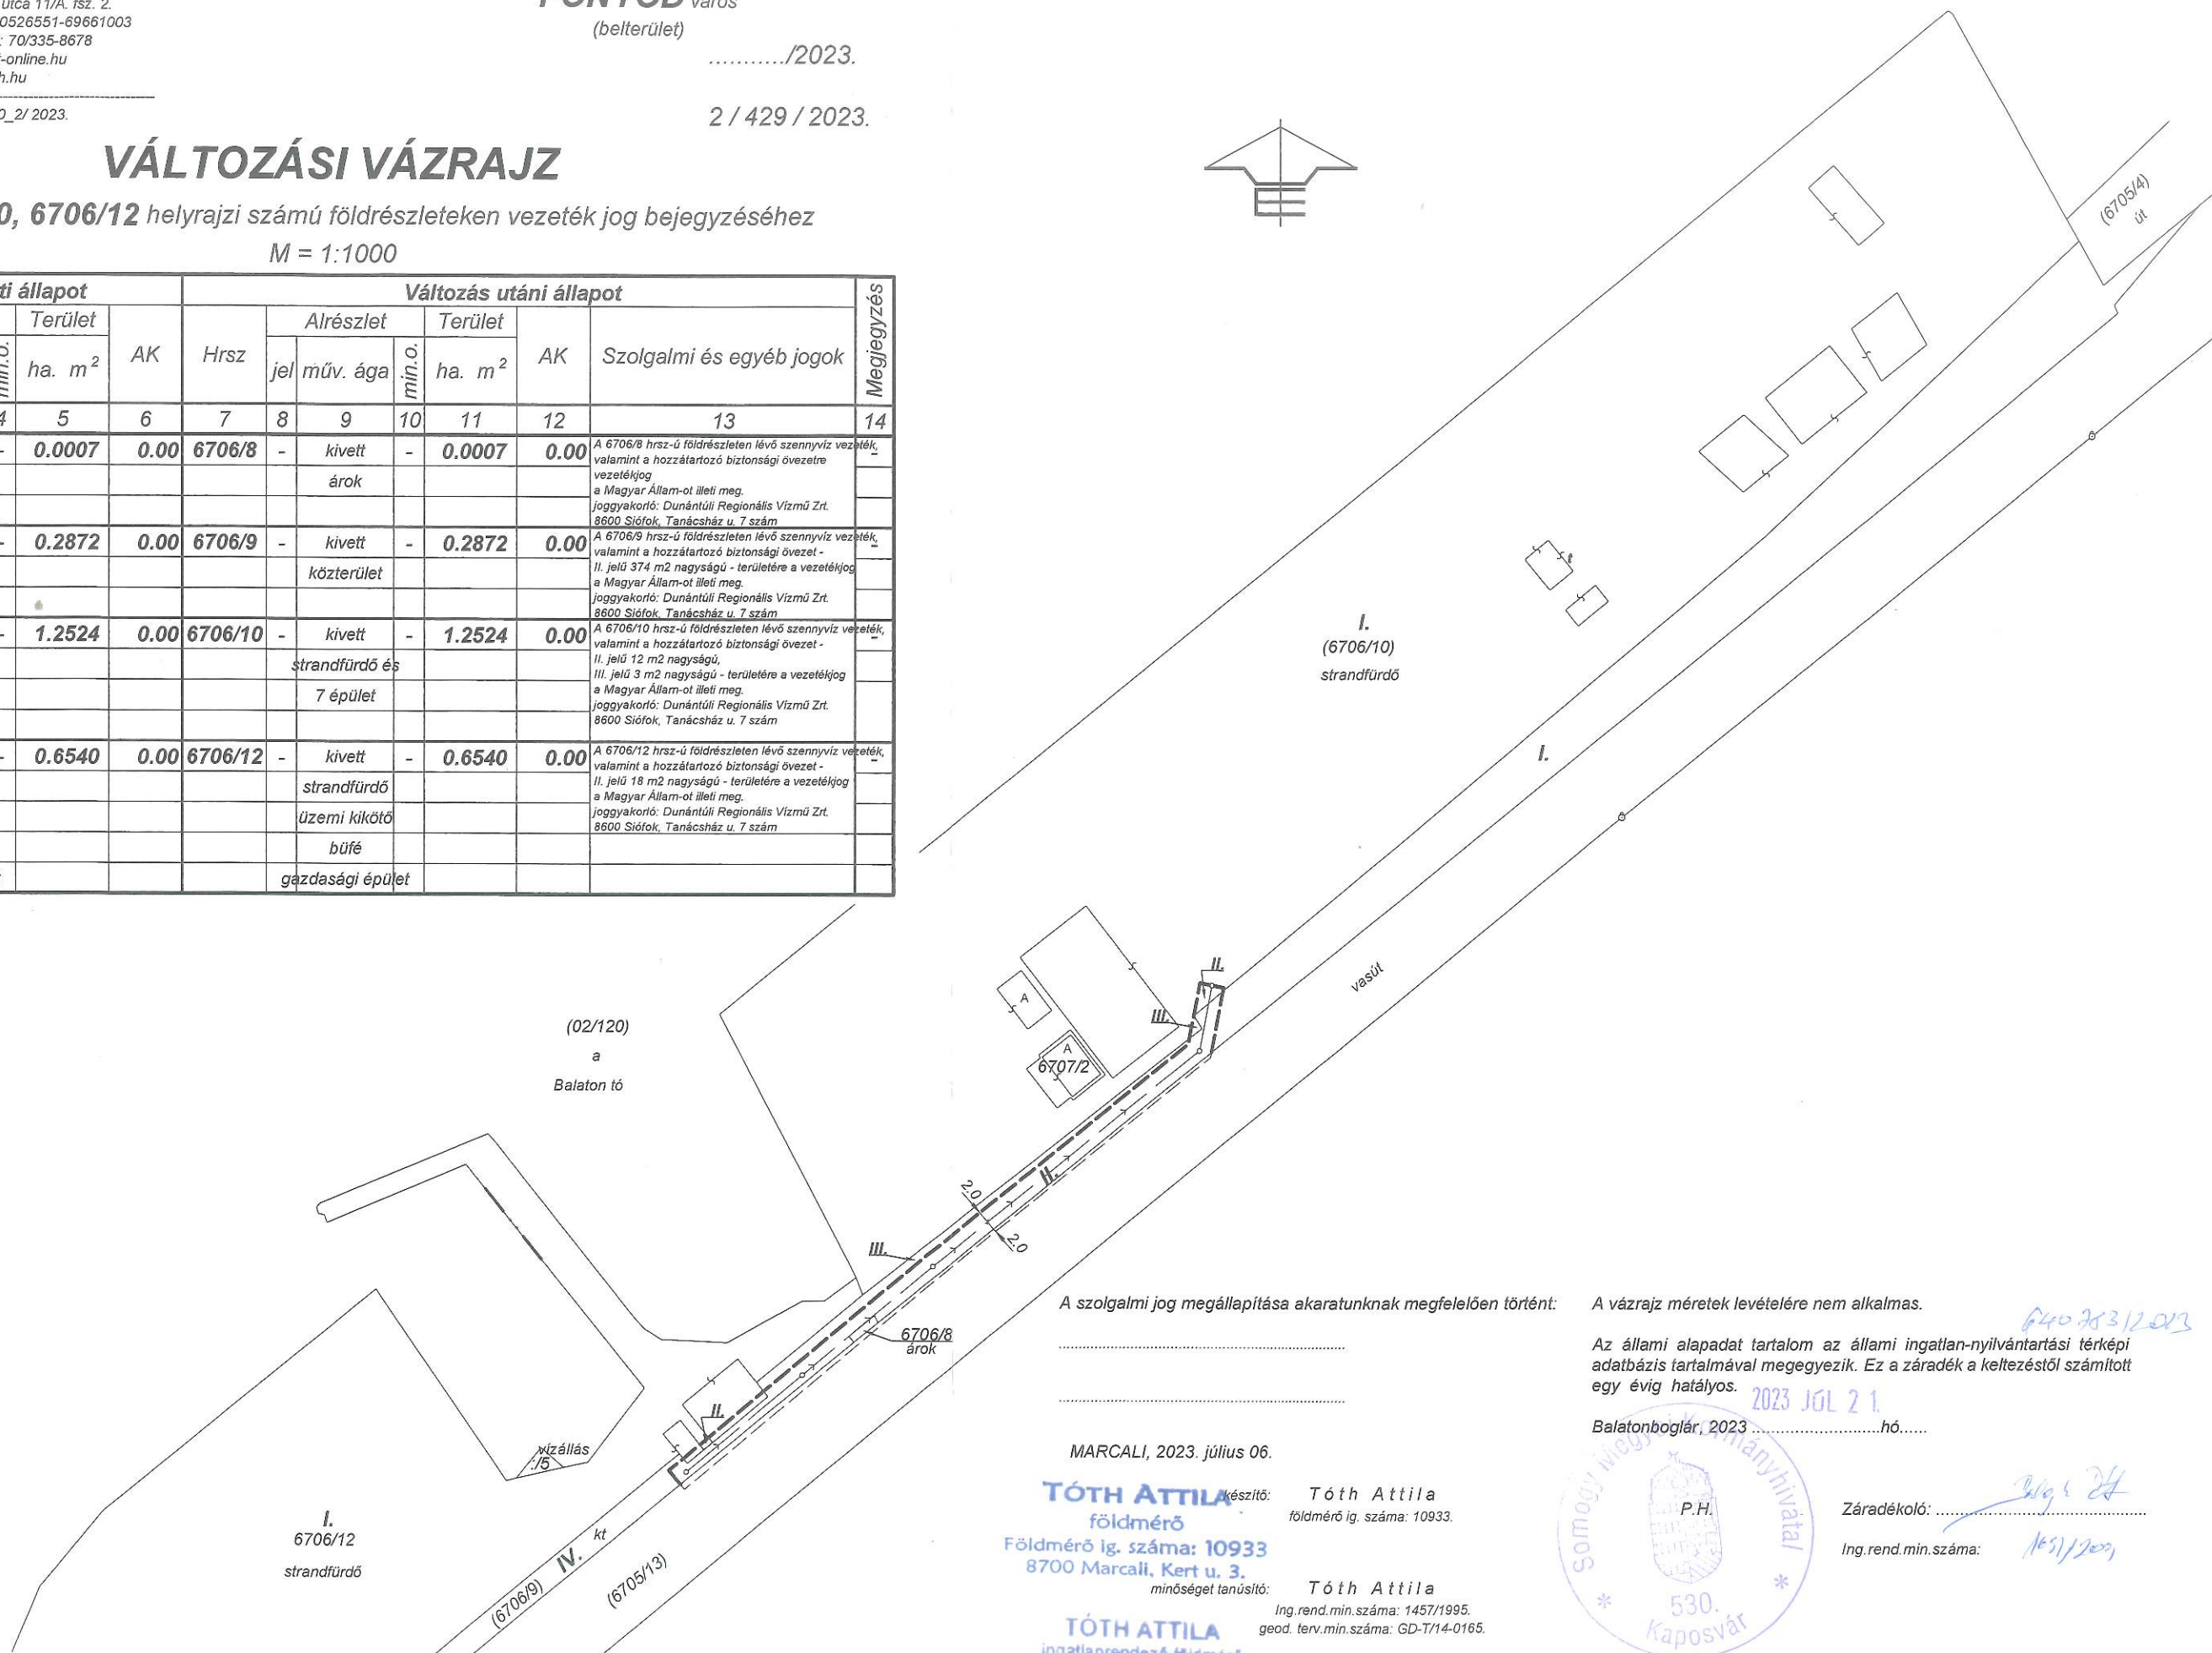 utca 11/A. fsz. 2.
0526551-69661003
: 70/335-8678
-online.hu
h.hu
0_2/ 2023.
FONYÓD város
(belterület)
.........../2023.
2 / 429 / 2023.
VÁLTOZÁSI VÁZRAJZ
0, 6706/12 helyrajzi számú földrészleteken vezeték jog bejegyzéséhez
M = 1:1000
ti állapot Változás utáni állapot Megjegyzés
Terület AK Hrsz Alrészlet Terület AK Szolgalmi és egyéb jogok
min.o. ha. m² jel műv. ága min.o. ha. m²
4 5 6 7 8 9 10 11 12 13 14
- 0.0007 0.00 6706/8 - kivett - 0.0007 0.00 -
árok
A 6706/8 hrsz-ú földrészleten lévő szennyvíz vezeték,
valamint a hozzátartozó biztonsági övezetre
vezetékjog
a Magyar Állam-ot illeti meg.
joggyakorló: Dunántúli Regionális Vízmű Zrt.
8600 Siófok, Tanácsház u. 7 szám
- 0.2872 0.00 6706/9 - kivett - 0.2872 0.00 -
közterület
A 6706/9 hrsz-ú földrészleten lévő szennyvíz vezeték,
valamint a hozzátartozó biztonsági övezet -
II. jelű 374 m2 nagyságú - területére a vezetékjog
a Magyar Állam-ot illeti meg.
joggyakorló: Dunántúli Regionális Vízmű Zrt.
8600 Siófok, Tanácsház u. 7 szám
- 1.2524 0.00 6706/10 - kivett - 1.2524 0.00 -
strandfürdő és
7 épület
A 6706/10 hrsz-ú földrészleten lévő szennyvíz vezeték,
valamint a hozzátartozó biztonsági övezet -
II. jelű 12 m2 nagyságú,
III. jelű 3 m2 nagyságú - területére a vezetékjog
a Magyar Állam-ot illeti meg.
joggyakorló: Dunántúli Regionális Vízmű Zrt.
8600 Siófok, Tanácsház u. 7 szám
- 0.6540 0.00 6706/12 - kivett - 0.6540 0.00 -
strandfürdő
üzemi kikötő
büfé
gazdasági épület
A 6706/12 hrsz-ú földrészleten lévő szennyvíz vezeték,
valamint a hozzátartozó biztonsági övezet -
II. jelű 18 m2 nagyságú - területére a vezetékjog
a Magyar Állam-ot illeti meg.
joggyakorló: Dunántúli Regionális Vízmű Zrt.
8600 Siófok, Tanácsház u. 7 szám
É
(6705/4)
út
t
I.
(6706/10)
strandfürdő
I.
vasút
II.
III.
A
A
6707/2
(02/120)
a
Balaton tó
2.0
II.
2.0
III.
6706/8
árok
II.
vízállás
:/5
I.
6706/12
strandfürdő
(6706/9) IV. kt
(6705/13)
A szolgalmi jog megállapítása akaratunknak megfelelően történt:
MARCALI, 2023. július 06.
TÓTH ATTILA
földmérő
Földmérő ig. száma: 10933
8700 Marcali, Kert u. 3.
készítő: Tóth Attila
földmérő ig. száma: 10933.
minőséget tanúsító: Tóth Attila
Ing.rend.min.száma: 1457/1995.
geod. terv.min.száma: GD-T/14-0165.
TÓTH ATTILA
ingatlanrendező földmérő
A vázrajz méretek levételére nem alkalmas.
Az állami alapadat tartalom az állami ingatlan-nyilvántartási térképi
adatbázis tartalmával megegyezik. Ez a záradék a keltezéstől számított
egy évig hatályos.
2023 JÚL 21.
Balatonboglár, 2023 ..........................hó......
Somogy Megyei Kormányhivatal
P.H.
530.
Kaposvár
Záradékoló:
Ing.rend.min.száma: